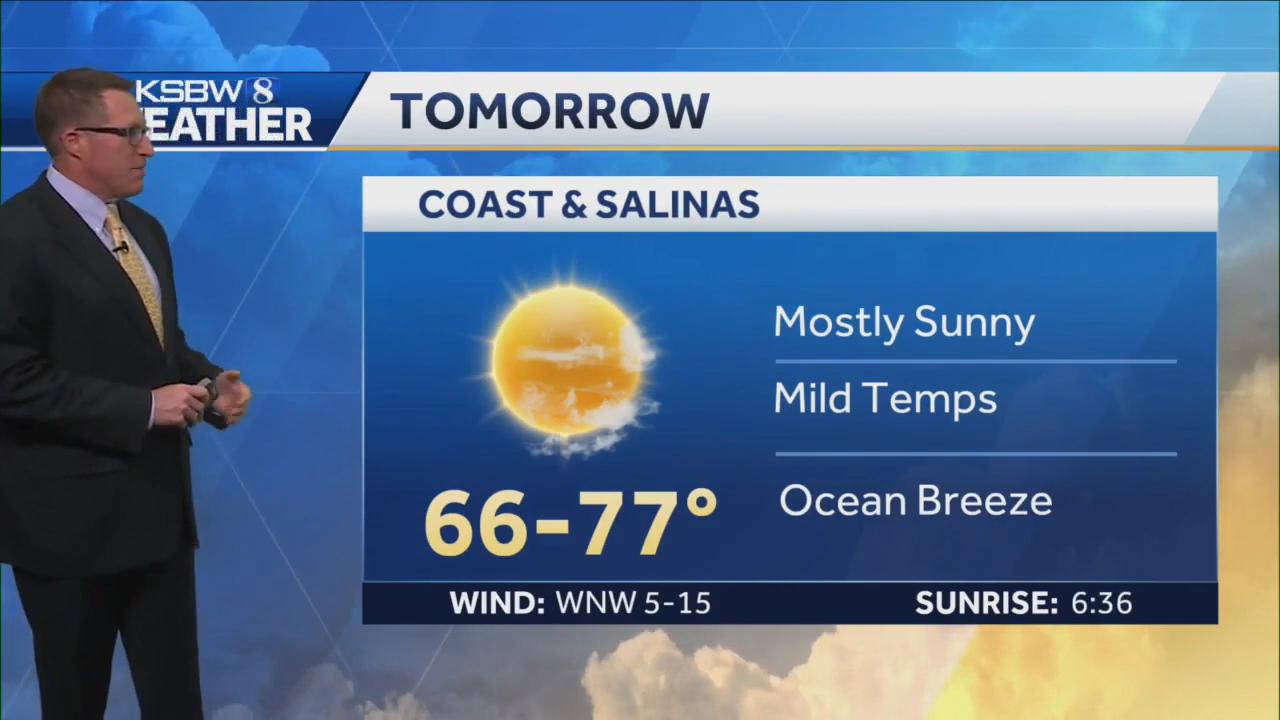 KSBW 8
WEATHER
TOMORROW
COAST & SALINAS
Mostly Sunny
Mild Temps
Ocean Breeze
66-77°
WIND: WNW 5-15
SUNRISE: 6:36